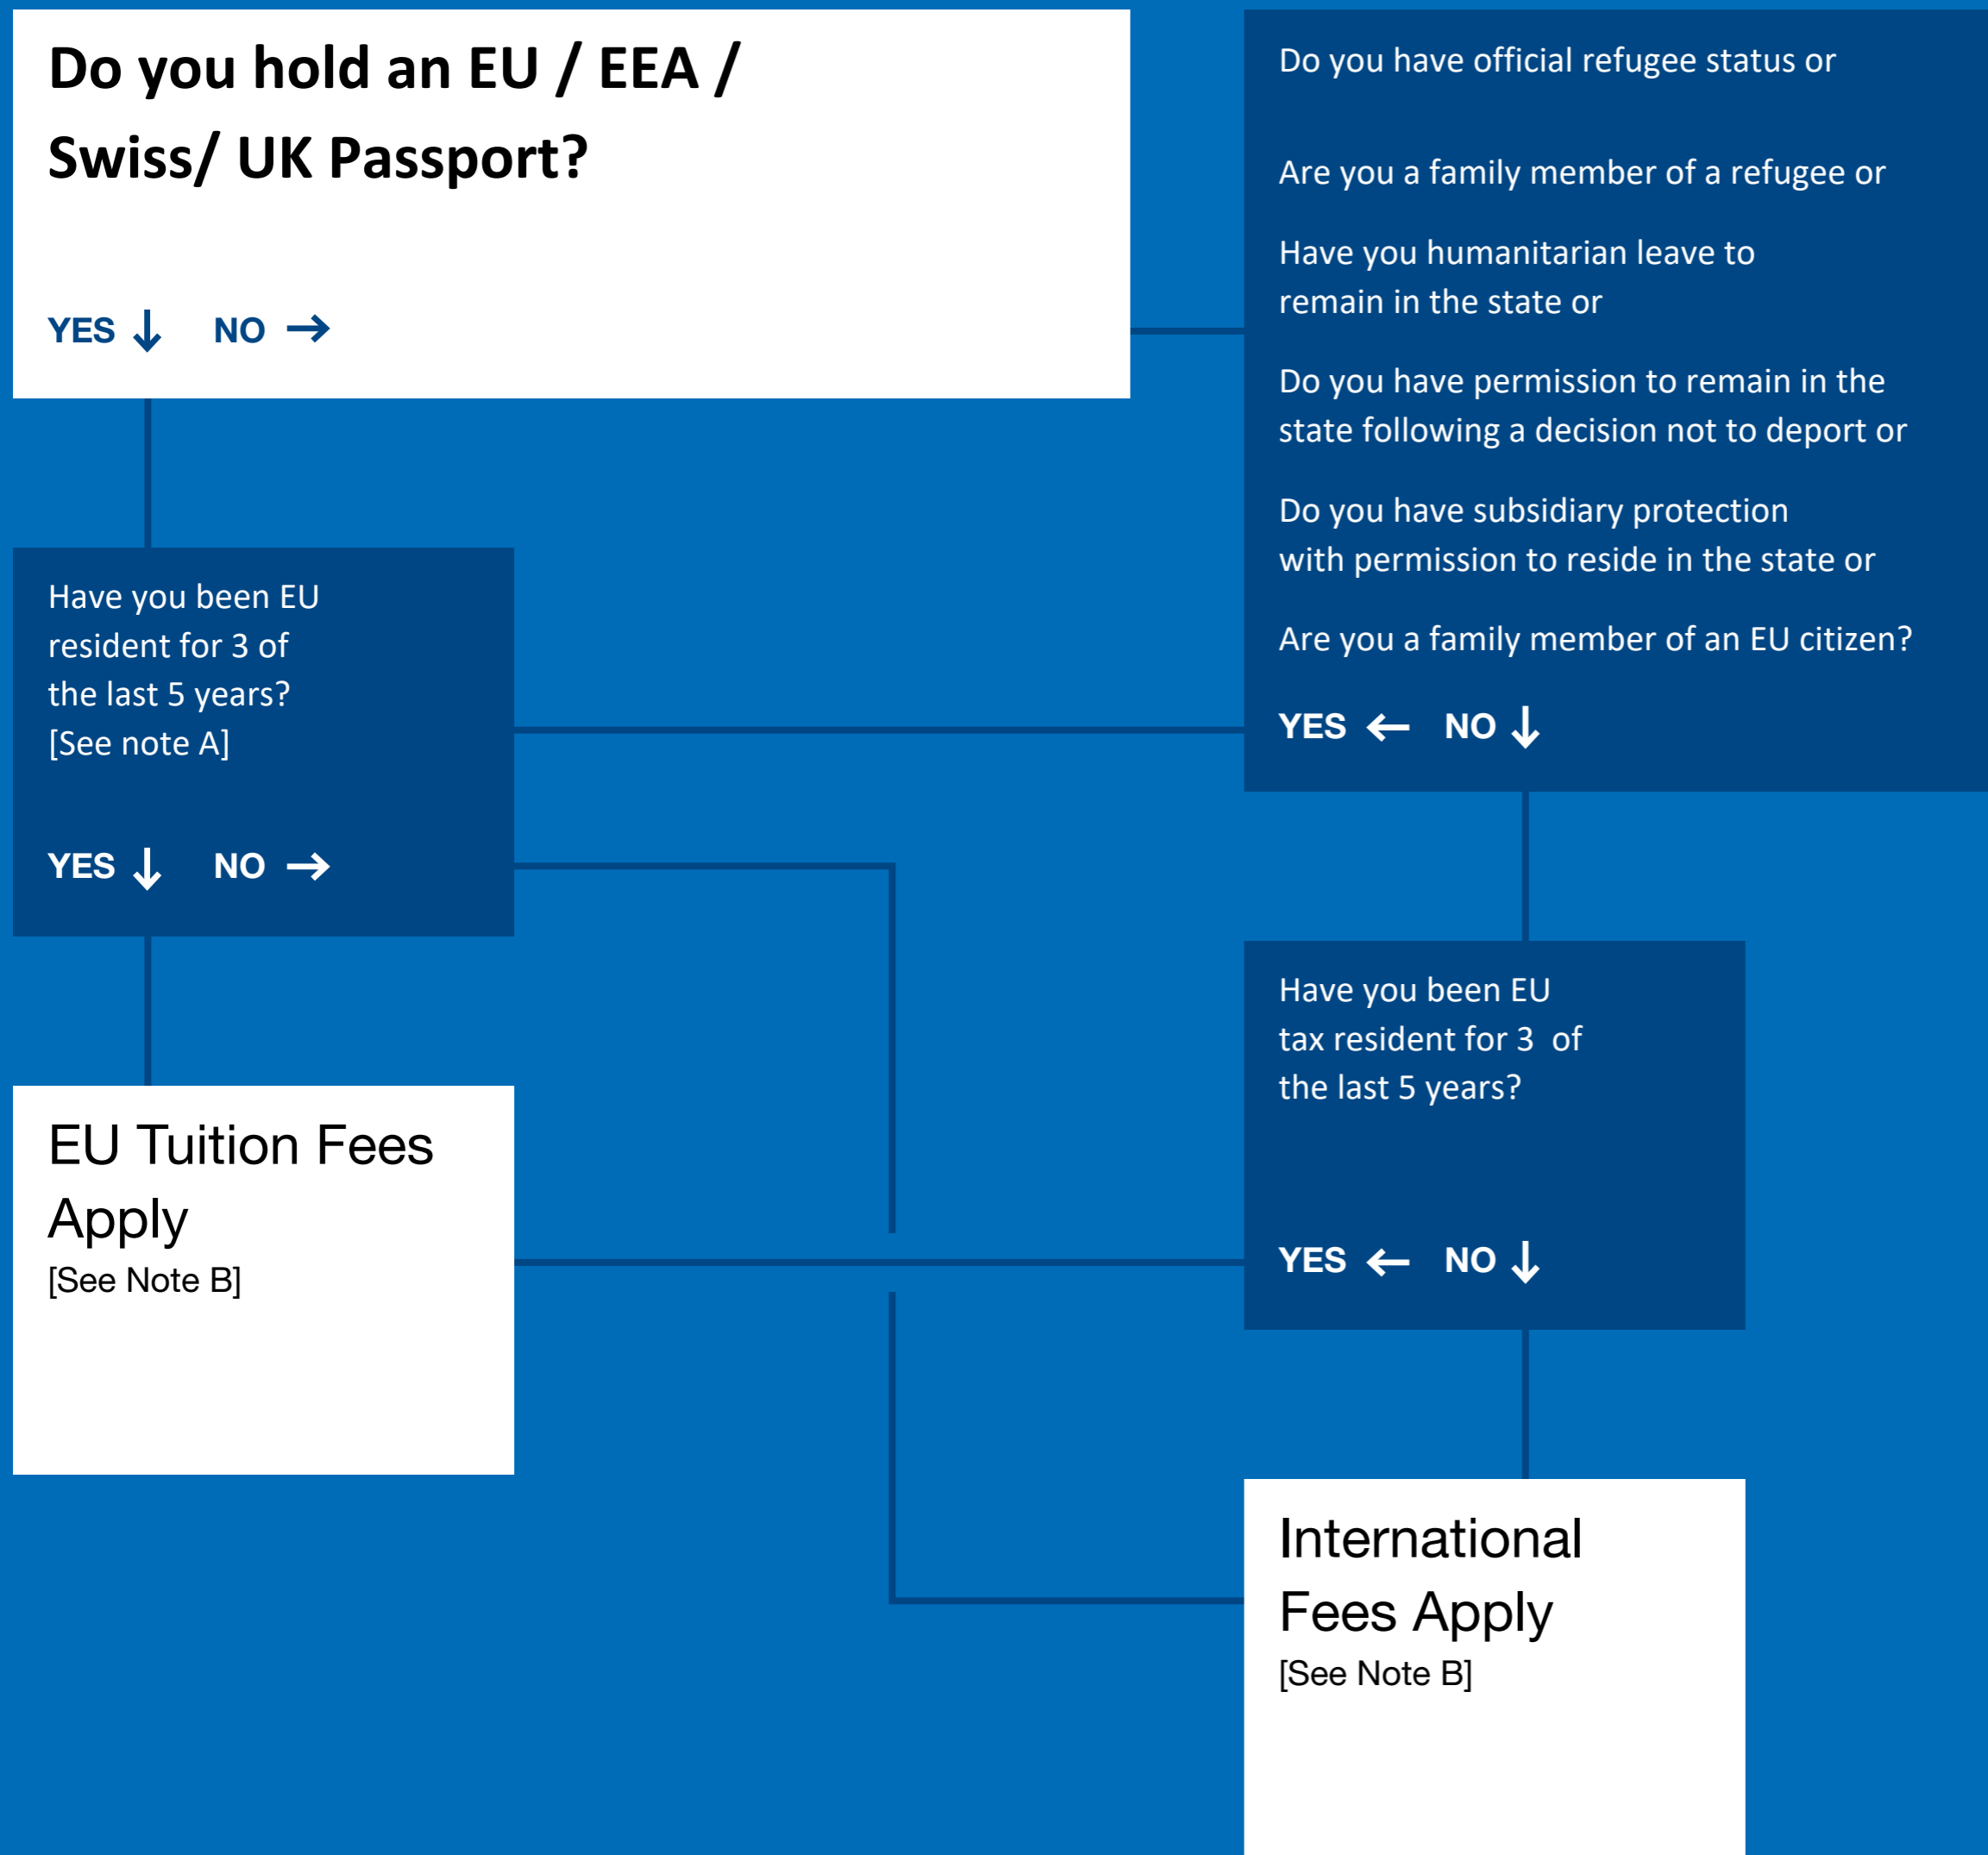 Do you hold an EU / EEA /
Swiss/ UK Passport?
YES ↓ NO →
Do you have official refugee status or
Are you a family member of a refugee or
Have you humanitarian leave to
remain in the state or
Do you have permission to remain in the
state following a decision not to deport or
Do you have subsidiary protection
with permission to reside in the state or
Are you a family member of an EU citizen?
YES ← NO ↓
Have you been EU
resident for 3 of
the last 5 years?
[See note A]
YES ↓ NO →
Have you been EU
tax resident for 3 of
the last 5 years?
YES ← NO ↓
EU Tuition Fees
Apply
[See Note B]
International
Fees Apply
[See Note B]